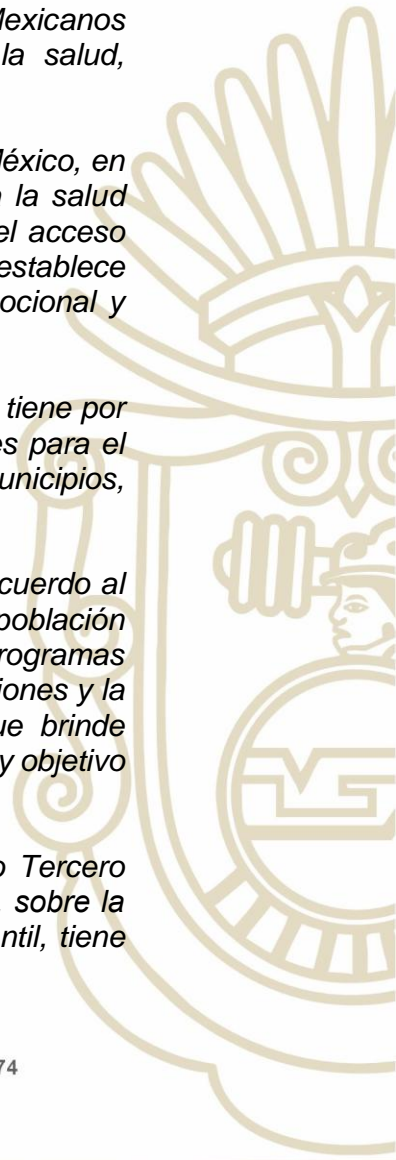 Mexicanos
la salud,
México, en
la salud
el acceso
establece
emocional y
tiene por
es para el
unicipios,
cuerdo al
población
rogramas
iones y la
ue brinde
y objetivo
o Tercero
sobre la
ntil, tiene
74